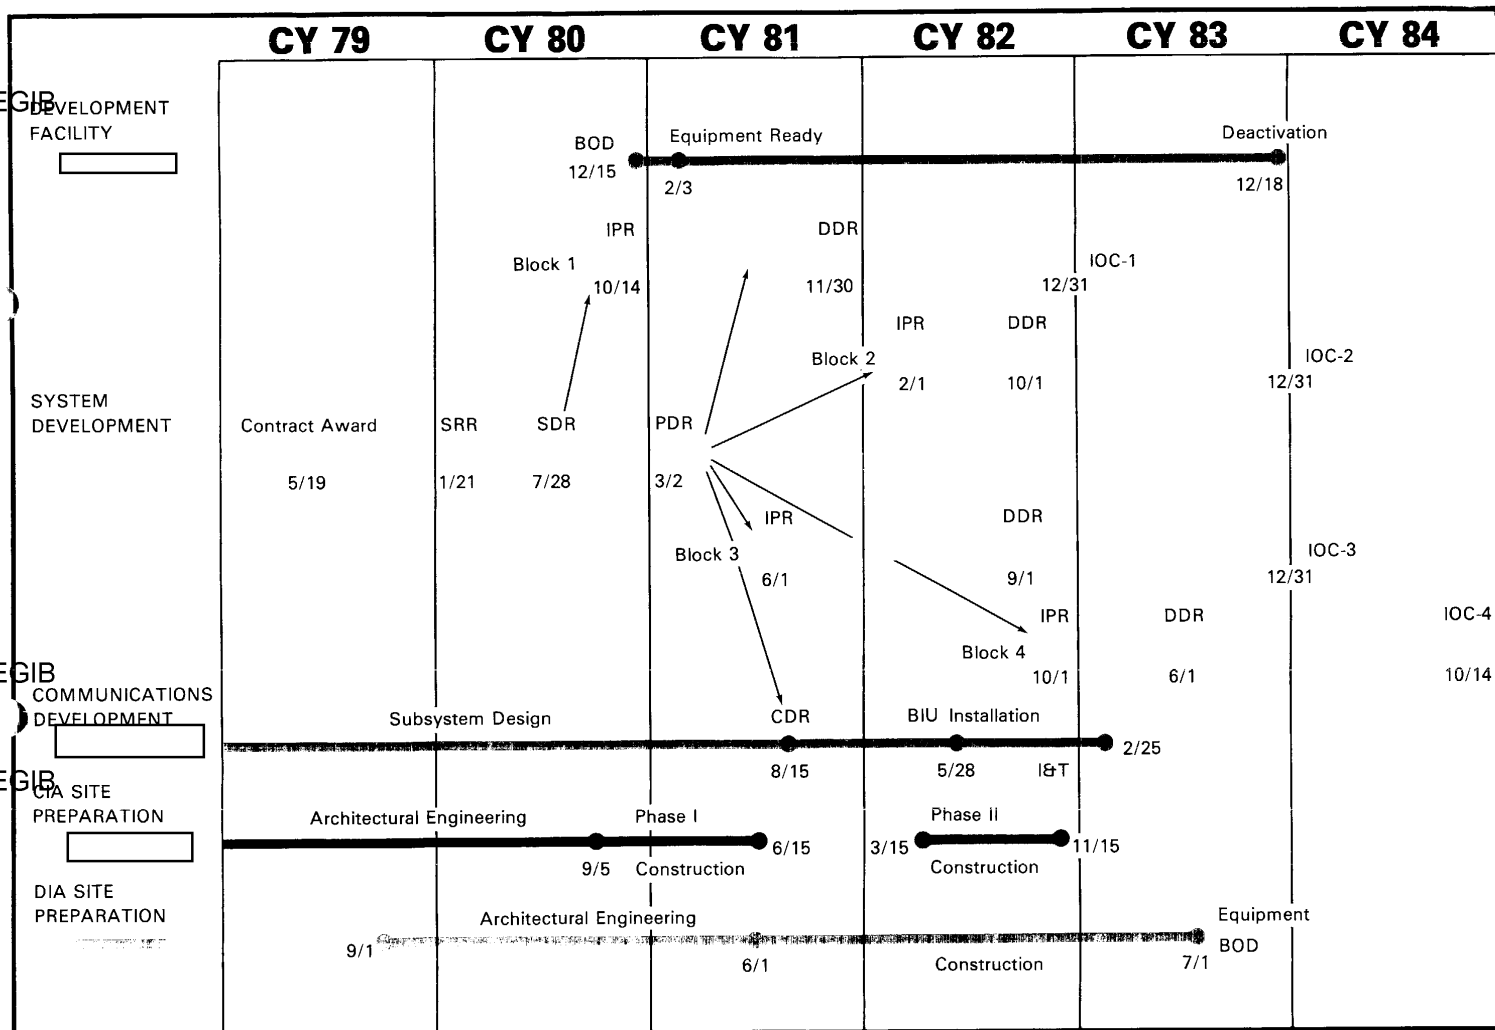 CY 79 CY 80 CY 81 CY 82 CY 83 CY 84
EGIB
DEVELOPMENT
FACILITY
BOD Equipment Ready Deactivation
12/15 2/3 12/18
IPR DDR
Block 1 IOC-1
10/14 11/30 12/31
IPR DDR
Block 2 IOC-2
2/1 10/1 12/31
SYSTEM
DEVELOPMENT
Contract Award SRR SDR PDR
5/19 1/21 7/28 3/2
IPR DDR
Block 3 IOC-3
6/1 9/1 12/31
IPR DDR IOC-4
Block 4
10/1 6/1 10/14
EGIB
COMMUNICATIONS
DEVELOPMENT
Subsystem Design CDR BIU Installation
2/25
8/15 5/28 I&T
EGIB
CIA SITE
PREPARATION
Architectural Engineering Phase I Phase II
6/15 3/15 11/15
9/5 Construction Construction
DIA SITE
PREPARATION
Architectural Engineering Equipment
BOD
9/1 6/1 Construction 7/1